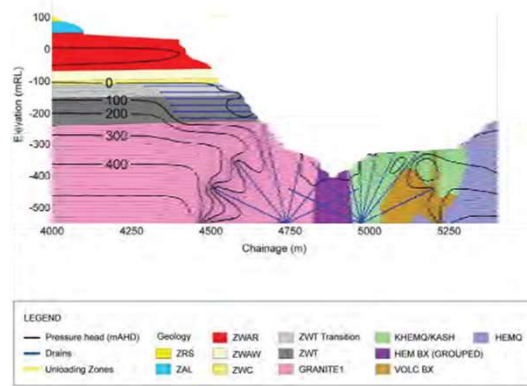 100
50
0
0
-100
100
-200
200
-300
300
400
-400
-500
Elevation (mRL)
4000
4250
4500
4750
5000
5250
Chainage (m)
LEGEND
Pressure head (mAHD)
Drains
Unloading Zones
Geology
ZRS
ZAL
ZWAR
ZWAW
ZWC
ZWT Transition
ZWT
GRANITE1
KHEMQ/KASH
HEM BX (GROUPED)
VOLC BX
HEMQ